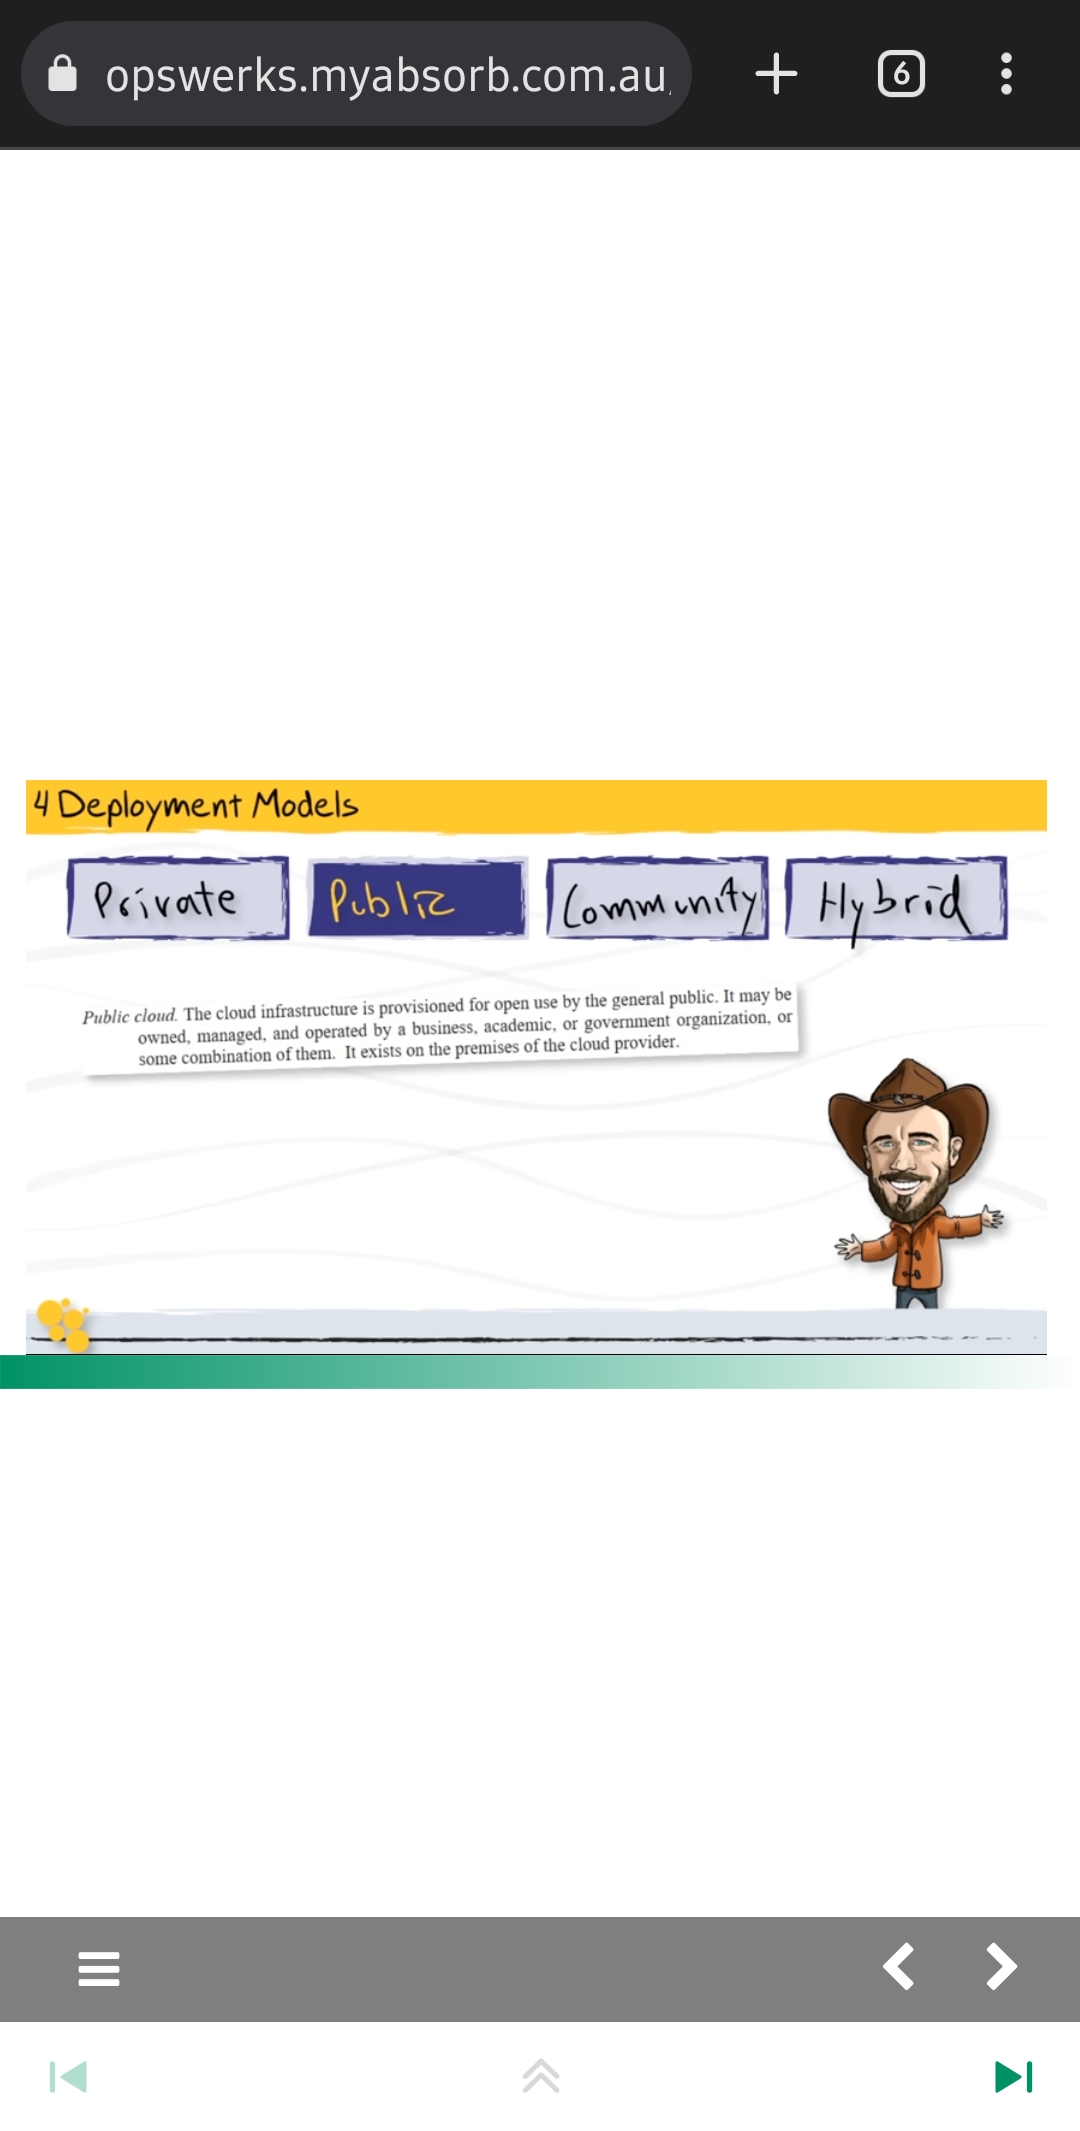 opswerks.myabsorb.com.au
6
4 Deployment Models
Private
Public
Community
Hybrid
Public cloud. The cloud infrastructure is provisioned for open use by the general public. It may be
owned, managed, and operated by a business, academic, or government organization, or
some combination of them. It exists on the premises of the cloud provider.